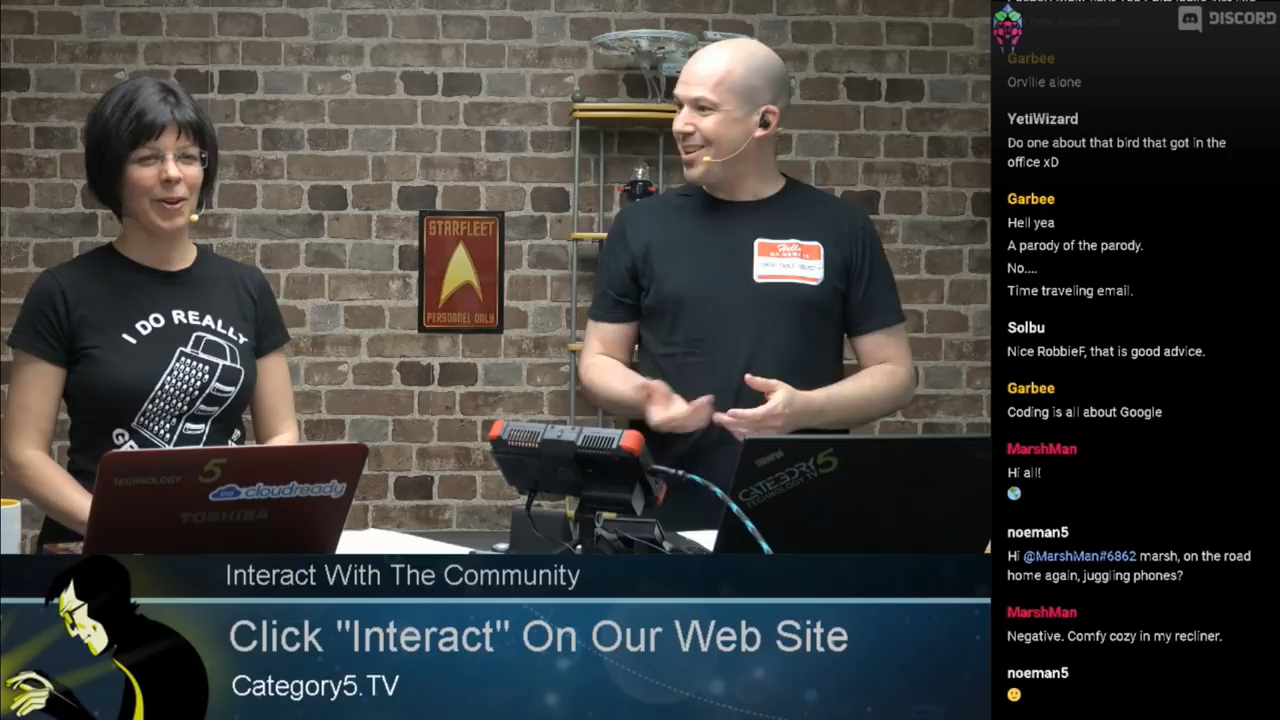 I DO REALLY
STARFLEET
PERSONNEL ONLY
Hello
TECHNOLOGY 5
cloudready
TOSHIBA
ThinkPad
CATEGORY5
TECHNOLOGY TV
Interact With The Community
Click "Interact" On Our Web Site
Category5.TV
DISCORD
Garbee
Orville alone
YetiWizard
Do one about that bird that got in the
office xD
Garbee
Hell yea
A parody of the parody.
No....
Time traveling email.
Solbu
Nice RobbieF, that is good advice.
Garbee
Coding is all about Google
MarshMan
Hi all!
noeman5
Hi @MarshMan#6862 marsh, on the road
home again, juggling phones?
MarshMan
Negative. Comfy cozy in my recliner.
noeman5